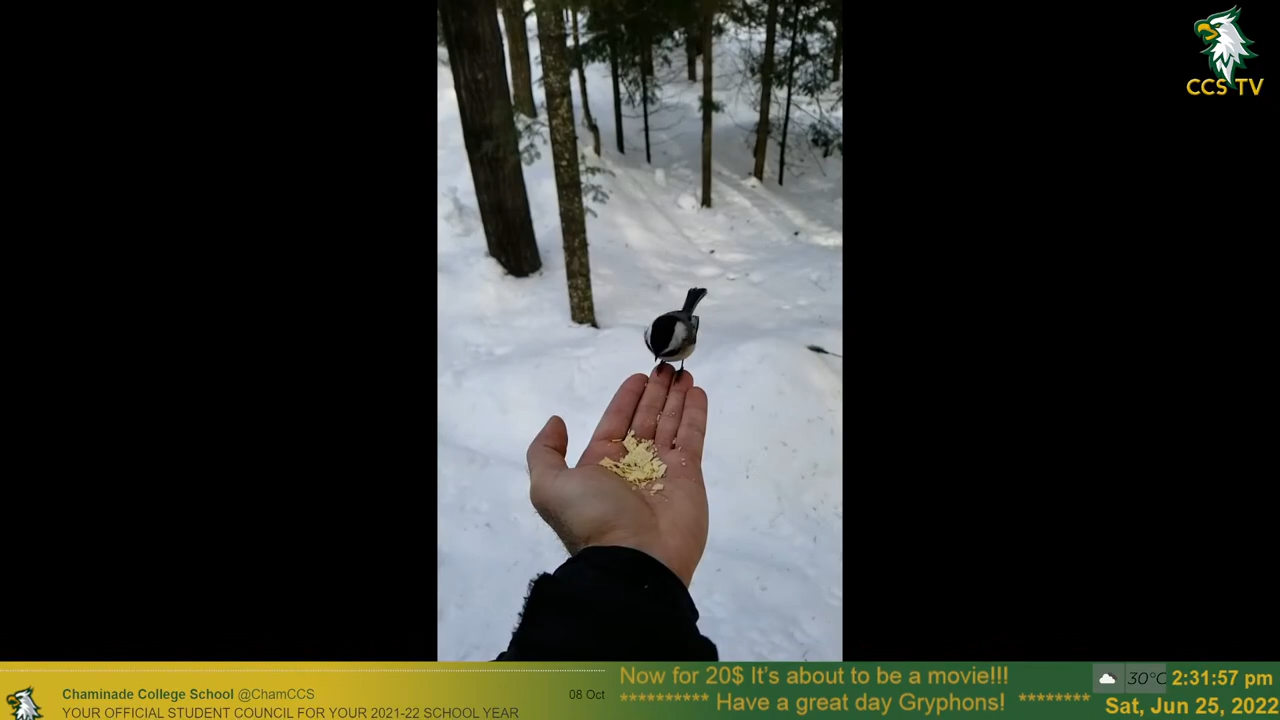 CCS TV
Now for 20$ It's about to be a movie!!!
30°C 2:31:57 pm
Chaminade College School @ChamCCS 08 Oct
********** Have a great day Gryphons! ********
YOUR OFFICIAL STUDENT COUNCIL FOR YOUR 2021-22 SCHOOL YEAR
Sat, Jun 25, 2022